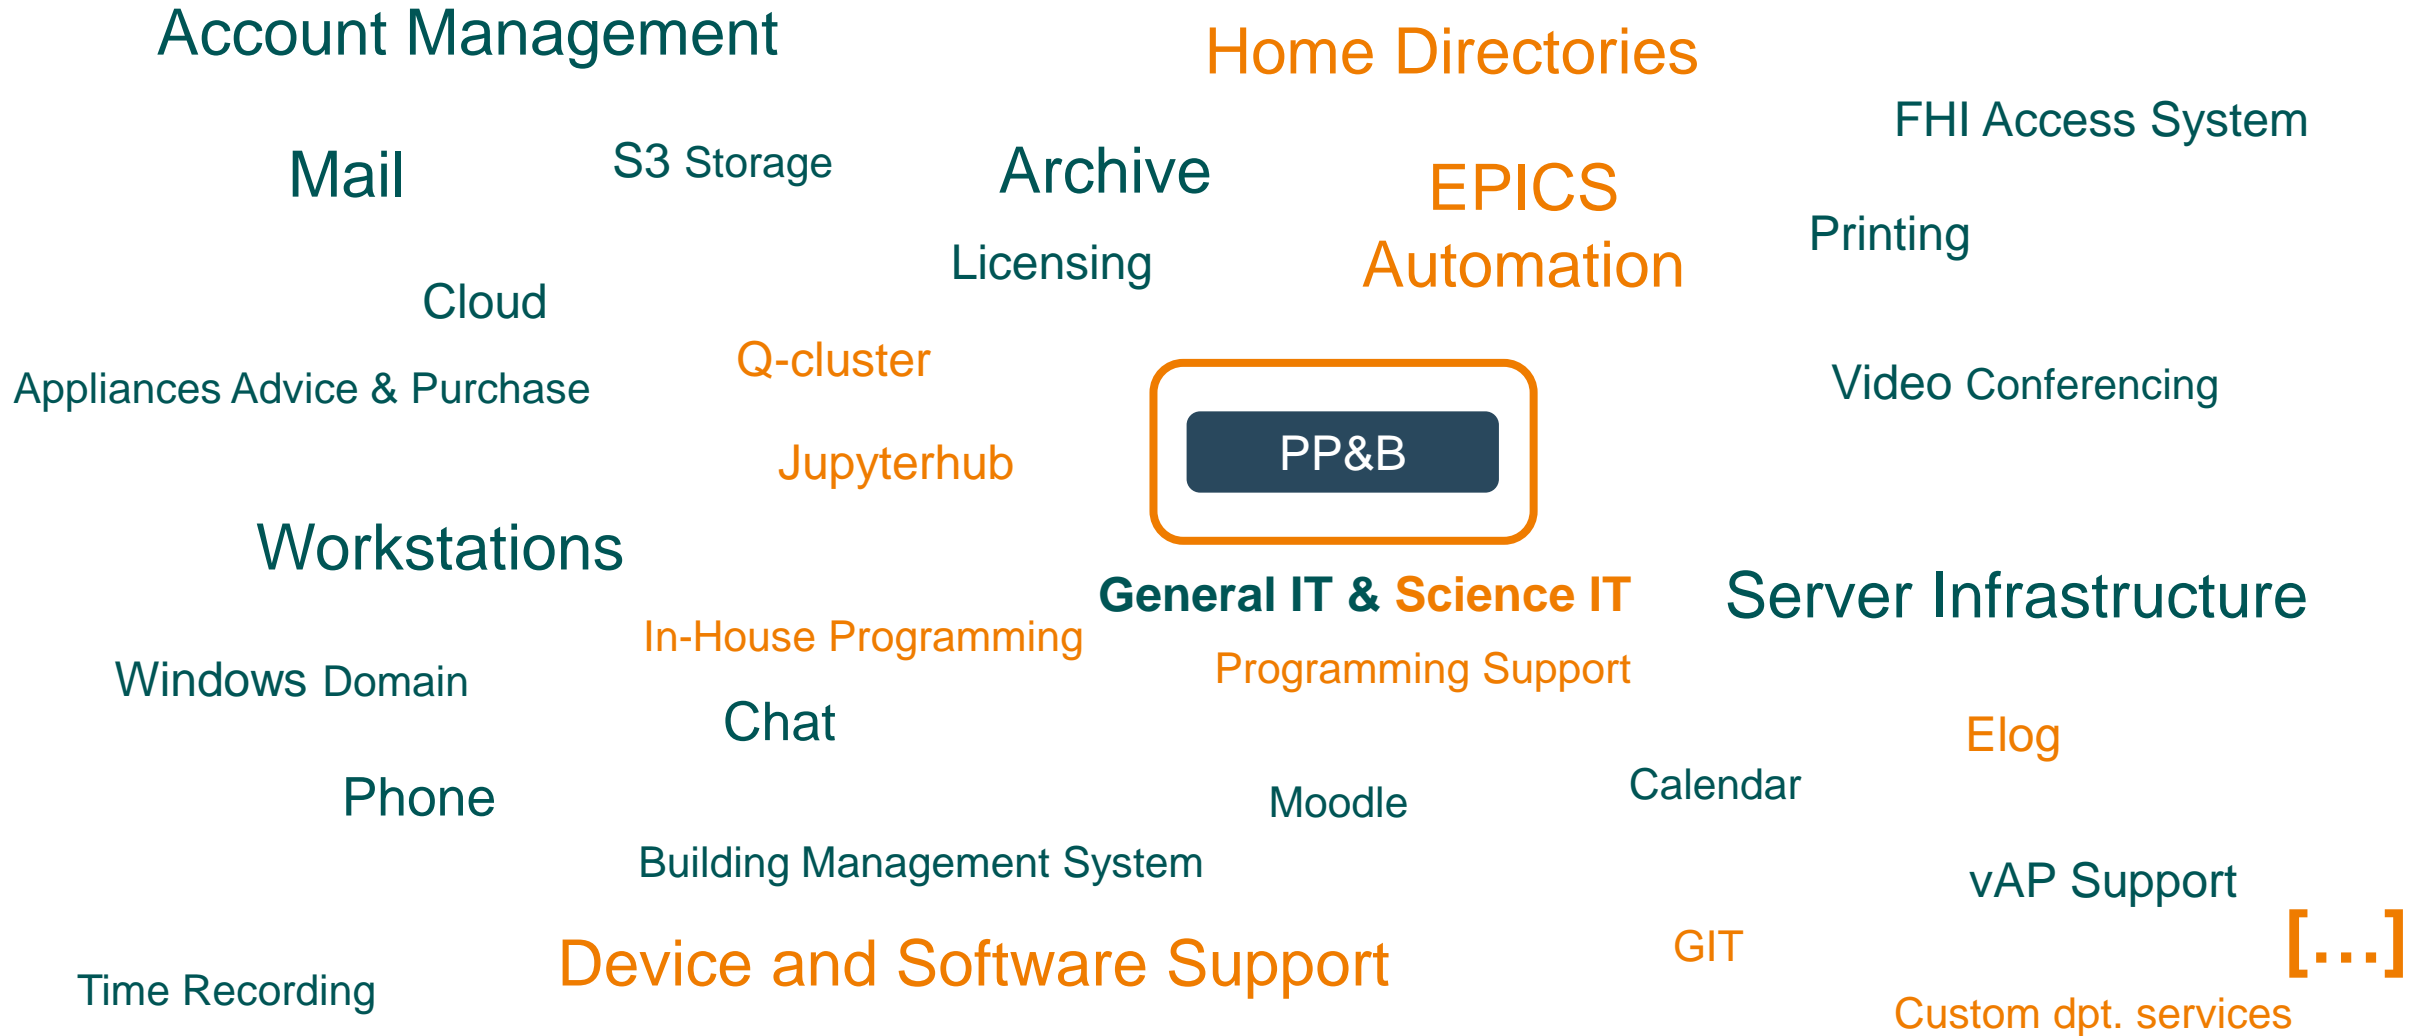 Account Management
Home Directories
FHI Access System
Mail
S3 Storage
Archive
EPICS
Automation
Printing
Licensing
Cloud
Q-cluster
Appliances Advice & Purchase
Video Conferencing
PP&B
Jupyterhub
Workstations
General IT & Science IT
Server Infrastructure
In-House Programming
Programming Support
Windows Domain
Chat
Elog
Phone
Moodle
Calendar
Building Management System
vAP Support
[…]
Device and Software Support
GIT
Time Recording
Custom dpt. services